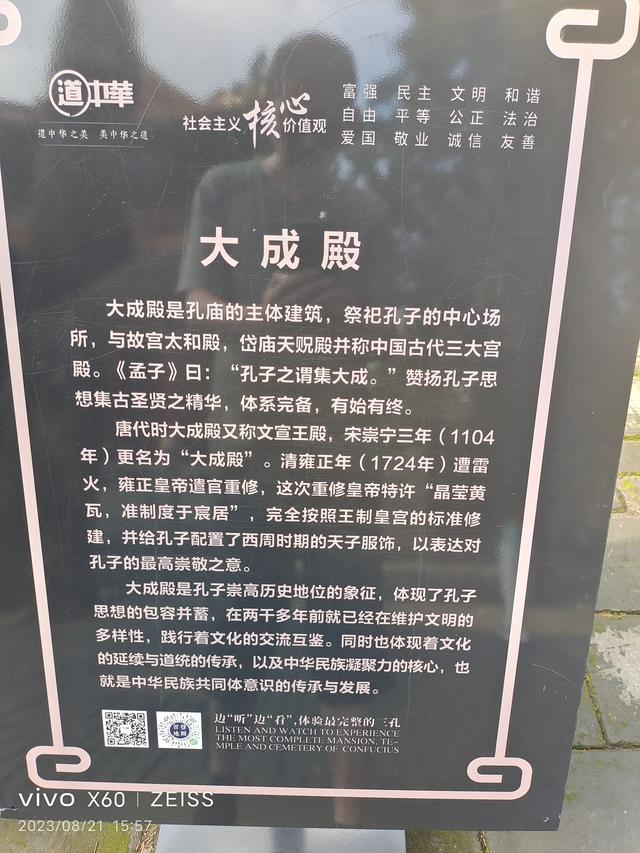 道中华
道中华之美 美中华之道
社会主义核心价值观
富强 民主 文明 和谐
自由 平等 公正 法治
爱国 敬业 诚信 友善
大成殿
大成殿是孔庙的主体建筑，祭祀孔子的中心场
所，与故宫太和殿，岱庙天贶殿并称中国古代三大宫
殿。《孟子》曰：“孔子之谓集大成。”赞扬孔子思
想集古圣贤之精华，体系完备，有始有终。
唐代时大成殿又称文宣王殿，宋崇宁三年（1104
年）更名为“大成殿”。清雍正年（1724年）遭雷
火，雍正皇帝遣官重修，这次重修皇帝特许“晶莹黄
瓦，准制度于宸居”，完全按照王制皇宫的标准修
建，并给孔子配置了西周时期的天子服饰，以表达对
孔子的最高崇敬之意。
大成殿是孔子崇高历史地位的象征，体现了孔子
思想的包容并蓄，在两千多年前就已经在维护文明的
多样性，践行着文化的交流互鉴。同时也体现着文化
的延续与道统的传承，以及中华民族凝聚力的核心，也
就是中华民族共同体意识的传承与发展。
智慧
地图
边“听”边“看”，体验最完整的三孔
LISTEN AND WATCH TO EXPERIENCE
THE MOST COMPLETE MANSION, TE-
MPLE AND CEMETERY OF CONFUCIUS
vivo X60 | ZEISS
2023/08/21 15:57